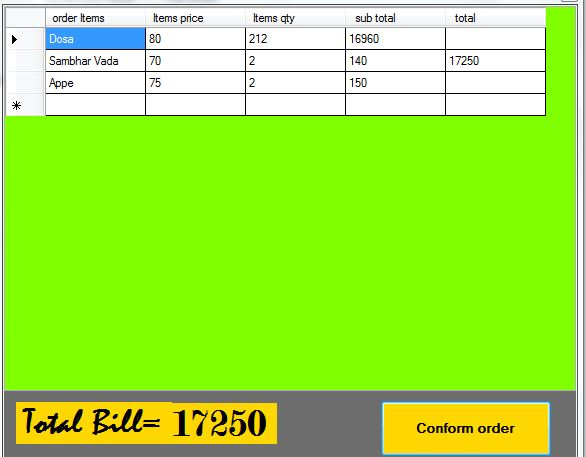 order Items Items price Items qty sub total total
Dosa 80 212 16960
Sambhar Vada 70 2 140 17250
Appe 75 2 150
Total Bill= 17250
Conform order